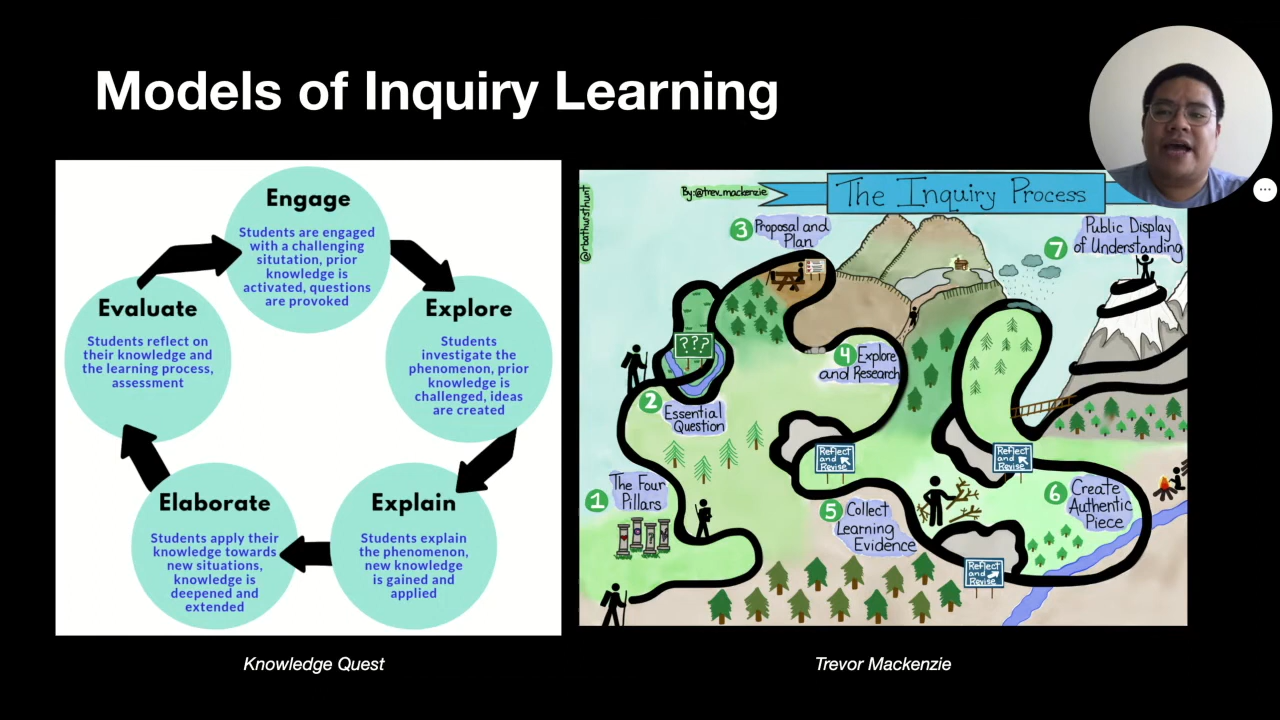 Models of Inquiry Learning
Engage
Students are engaged
with a challenging
situtation, prior
knowledge is
activated, questions
are provoked
Explore
Students
investigate the
phenomenon, prior
knowledge is
challenged, ideas
are created
Explain
Students explain
the phenomenon,
new knowledge
is gained and
applied
Elaborate
Students apply their
knowledge towards
new situations,
knowledge is
deepened and
extended
Evaluate
Students reflect on
their knowledge and
the learning process,
assessment
Knowledge Quest
@rbathursthunt
By:@trev_mackenzie
The Inquiry Process
1 The Four
Pillars
2 Essential
Question
???
3 Proposal and
Plan
4 Explore
and Research
Reflect
and
Revise
5 Collect
Learning
Evidence
Reflect
and
Revise
6 Create
Authentic
Piece
Reflect
and
Revise
7 Public Display
of Understanding
Trevor Mackenzie